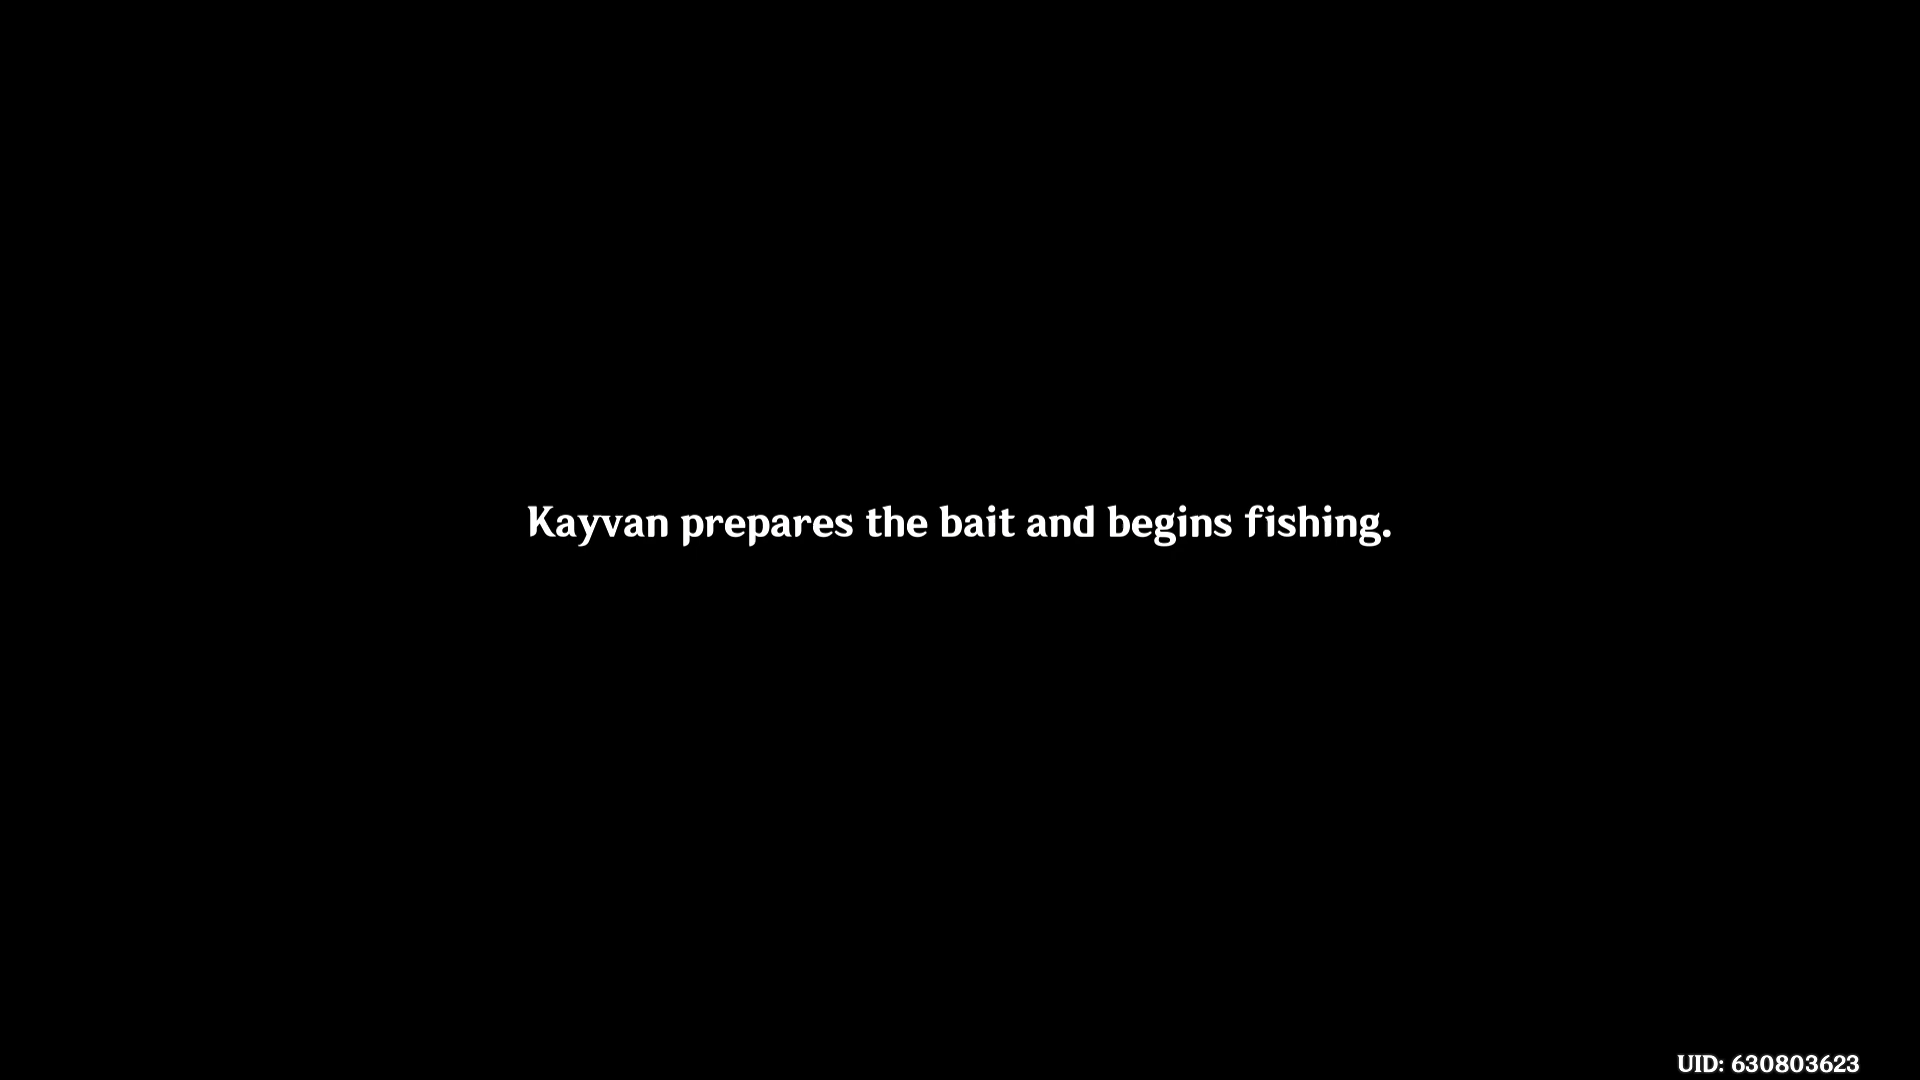 Kayvan prepares the bait and begins fishing.
UID: 630803623